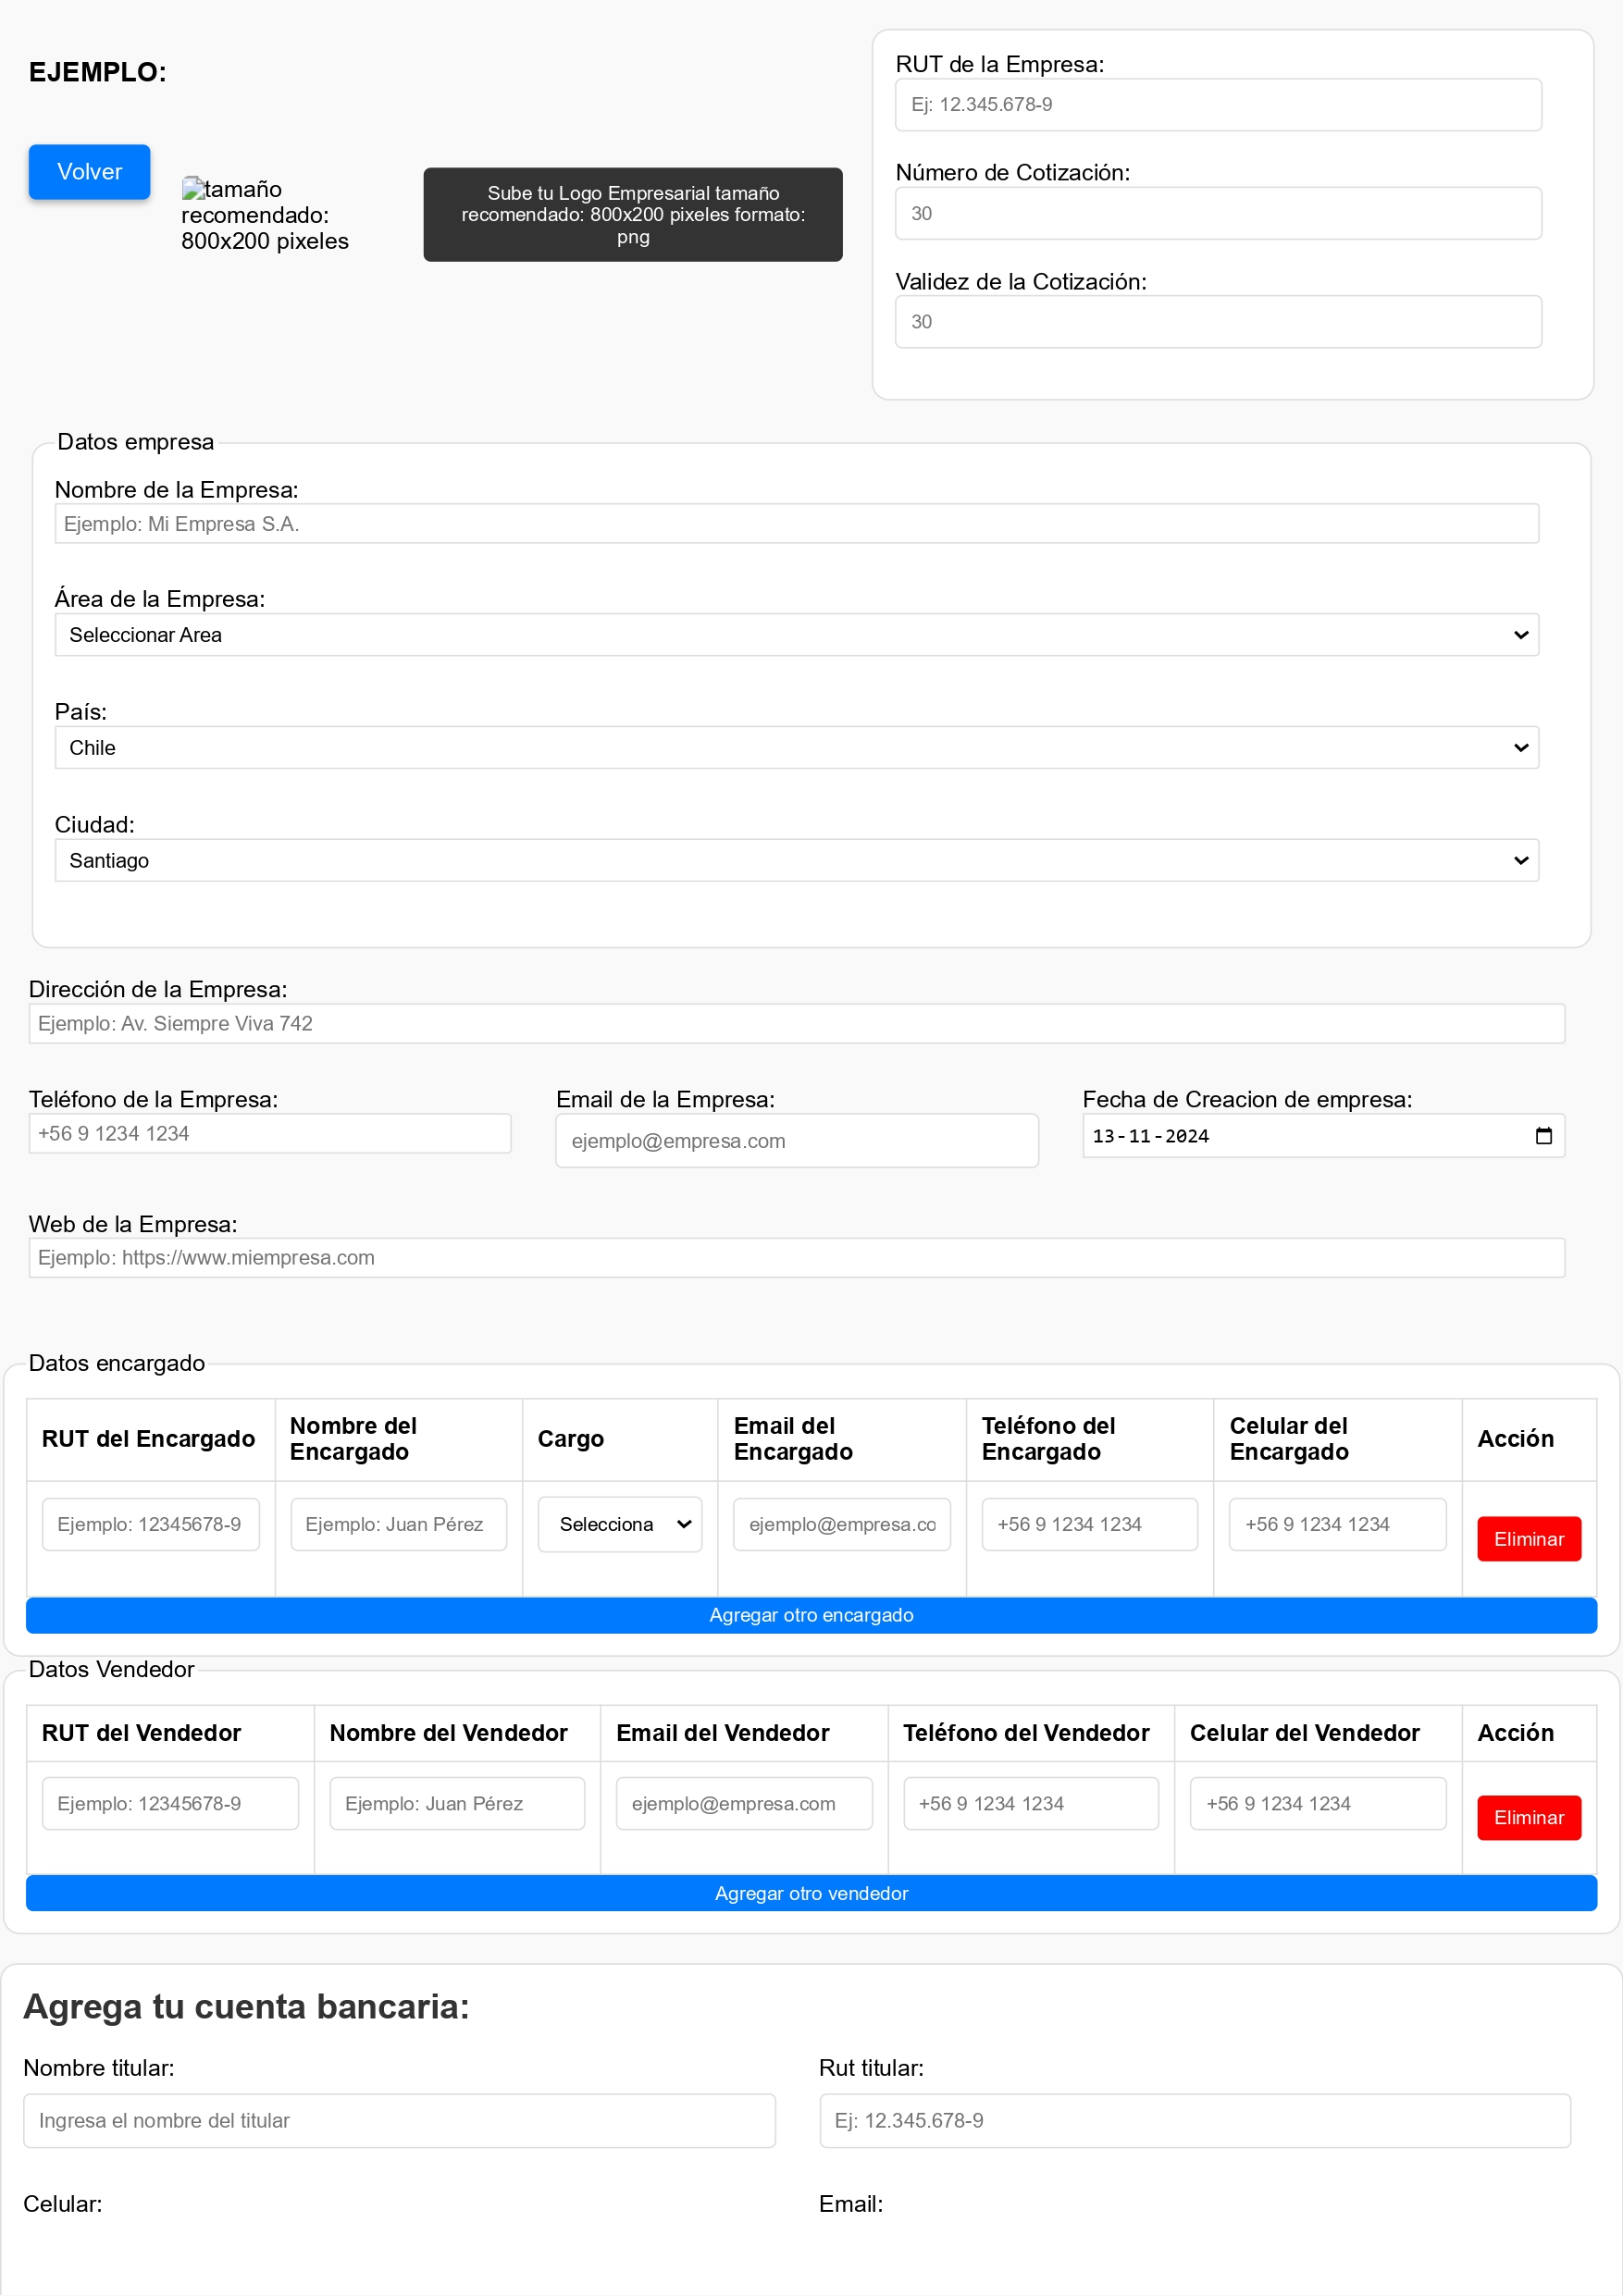 EJEMPLO:
Volver
tamaño
recomendado:
800x200 pixeles
Sube tu Logo Empresarial tamaño
recomendado: 800x200 pixeles formato:
png
RUT de la Empresa:
Ej: 12.345.678-9
Número de Cotización:
30
Validez de la Cotización:
30
Datos empresa
Nombre de la Empresa:
Ejemplo: Mi Empresa S.A.
Área de la Empresa:
Seleccionar Area
País:
Chile
Ciudad:
Santiago
Dirección de la Empresa:
Ejemplo: Av. Siempre Viva 742
Teléfono de la Empresa: Email de la Empresa: Fecha de Creacion de empresa:
+56 9 1234 1234 ejemplo@empresa.com 13-11-2024
Web de la Empresa:
Ejemplo: https://www.miempresa.com
Datos encargado
RUT del Encargado Nombre del Encargado Cargo Email del Encargado Teléfono del Encargado Celular del Encargado Acción
Ejemplo: 12345678-9 Ejemplo: Juan Pérez Selecciona ejemplo@empresa.co +56 9 1234 1234 +56 9 1234 1234 Eliminar
Agregar otro encargado
Datos Vendedor
RUT del Vendedor Nombre del Vendedor Email del Vendedor Teléfono del Vendedor Celular del Vendedor Acción
Ejemplo: 12345678-9 Ejemplo: Juan Pérez ejemplo@empresa.com +56 9 1234 1234 +56 9 1234 1234 Eliminar
Agregar otro vendedor
Agrega tu cuenta bancaria:
Nombre titular: Rut titular:
Ingresa el nombre del titular Ej: 12.345.678-9
Celular: Email: